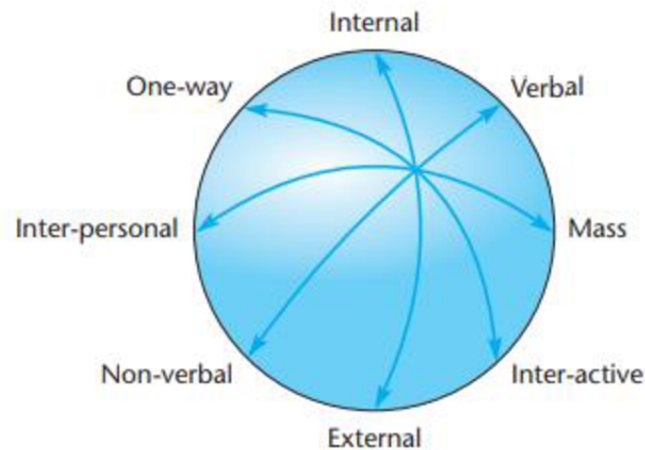 Internal
One-way
Verbal
Inter-personal
Mass
Non-verbal
Inter-active
External